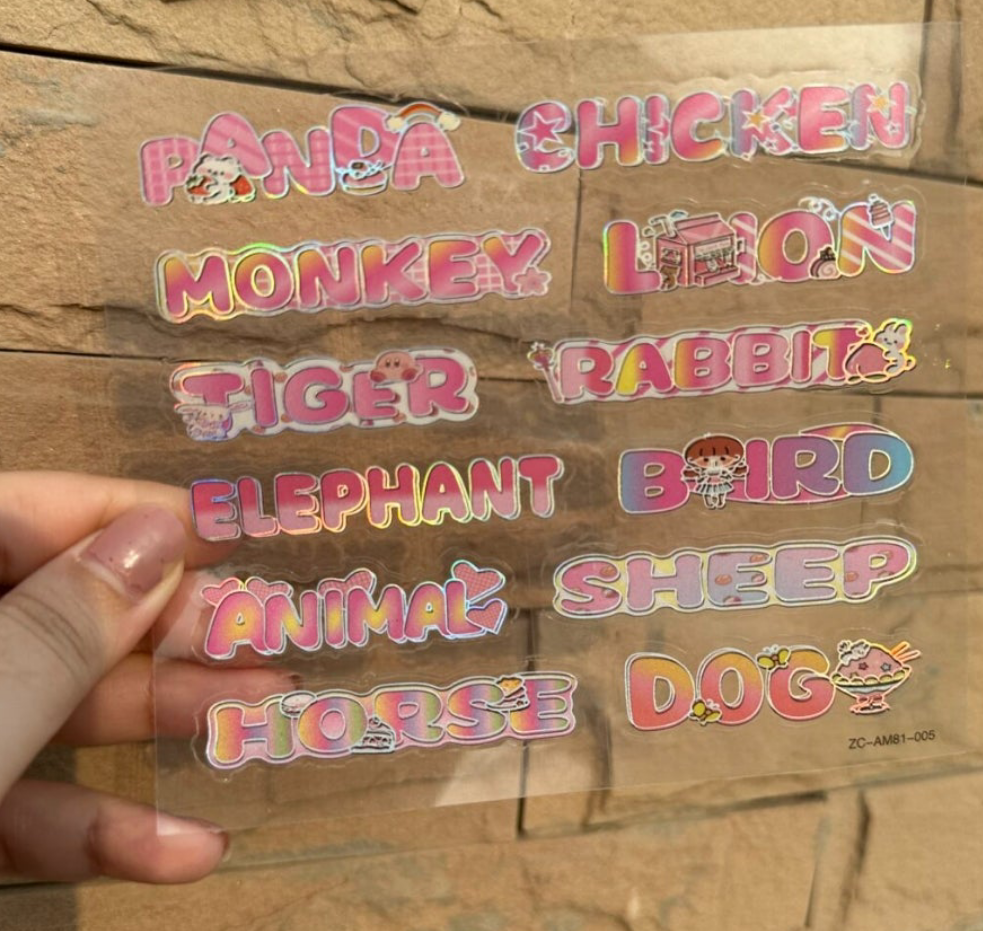 PANDA CHICKEN
MONKEY LION
TIGER RABBIT
ELEPHANT BIRD
ANIMAL SHEEP
HORSE DOG
ZC-AM81-005